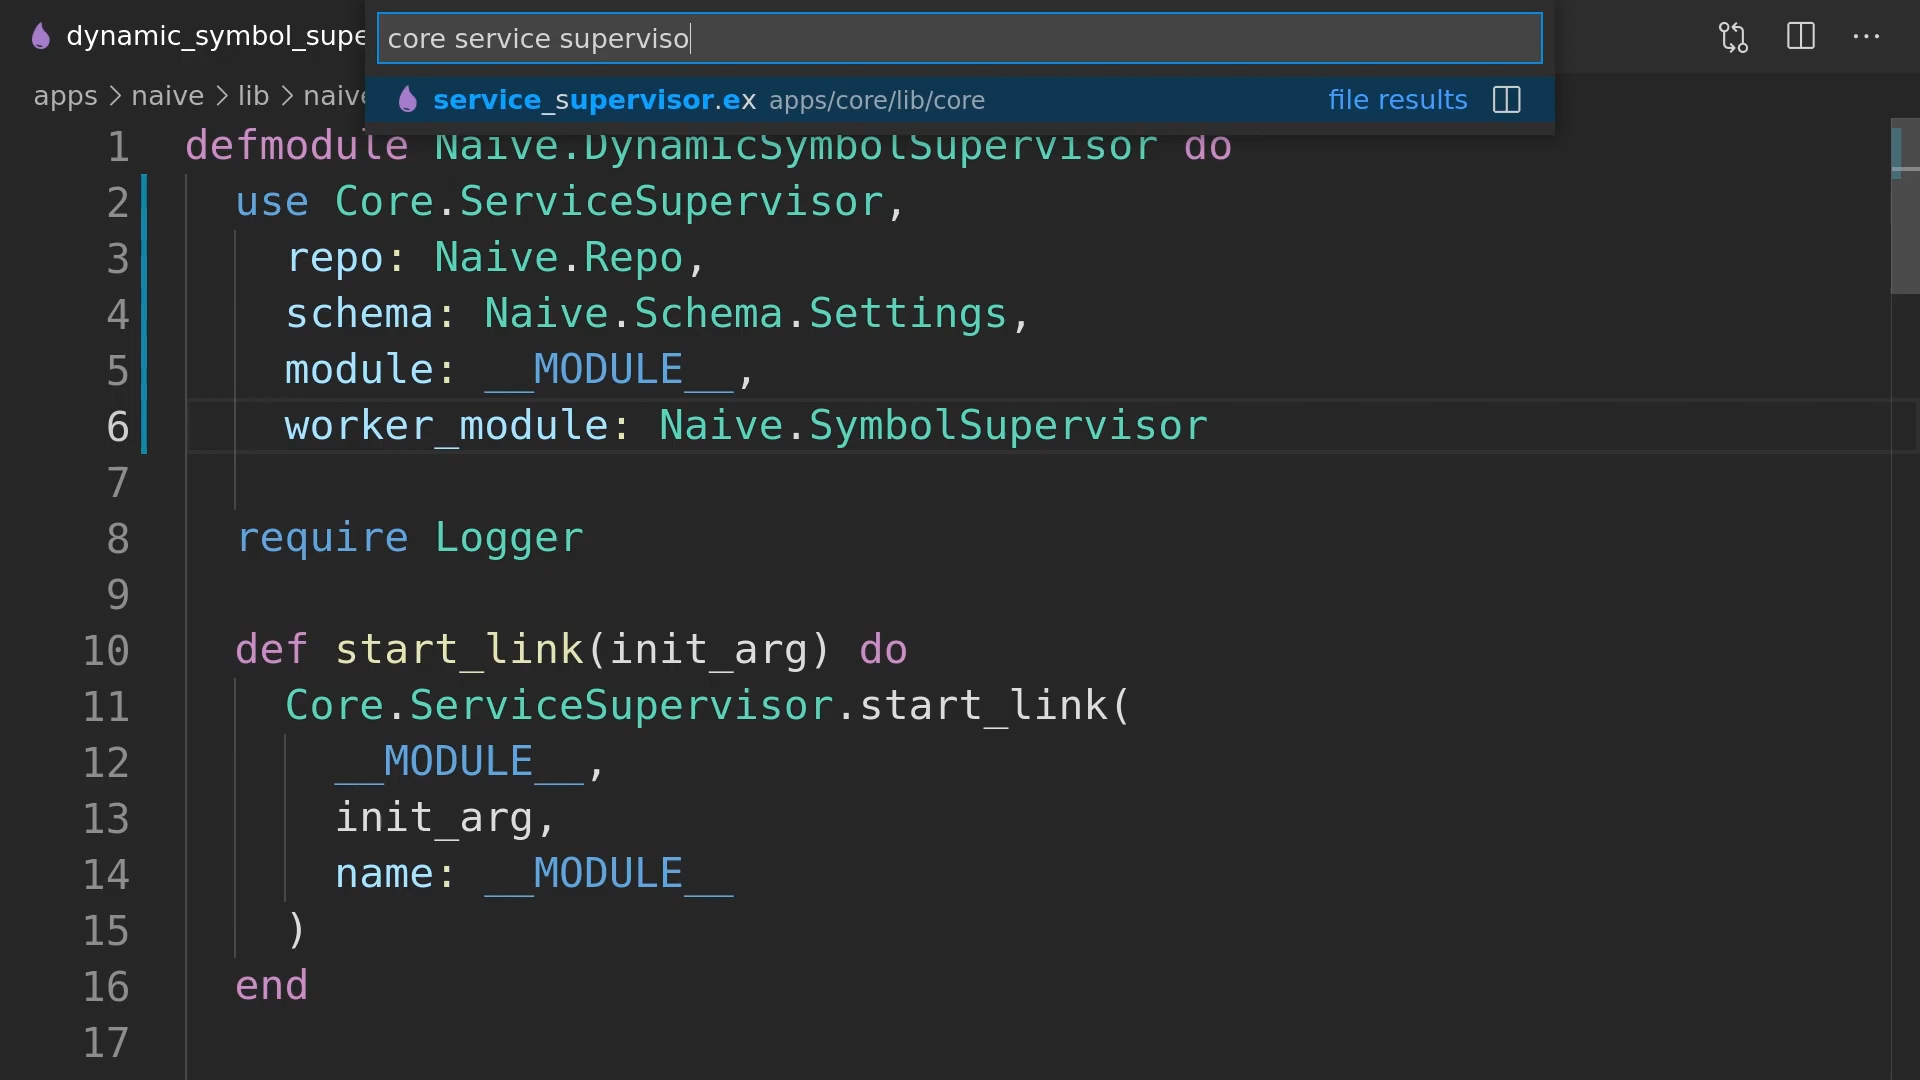 dynamic_symbol_supe
core service superviso
service_supervisor.ex apps/core/lib/core file results
apps > naive > lib > naive
1 defmodule Naive.DynamicSymbolSupervisor do
2 use Core.ServiceSupervisor,
3 repo: Naive.Repo,
4 schema: Naive.Schema.Settings,
5 module: __MODULE__,
6 worker_module: Naive.SymbolSupervisor
7
8 require Logger
9
10 def start_link(init_arg) do
11 Core.ServiceSupervisor.start_link(
12 __MODULE__,
13 init_arg,
14 name: __MODULE__
15 )
16 end
17